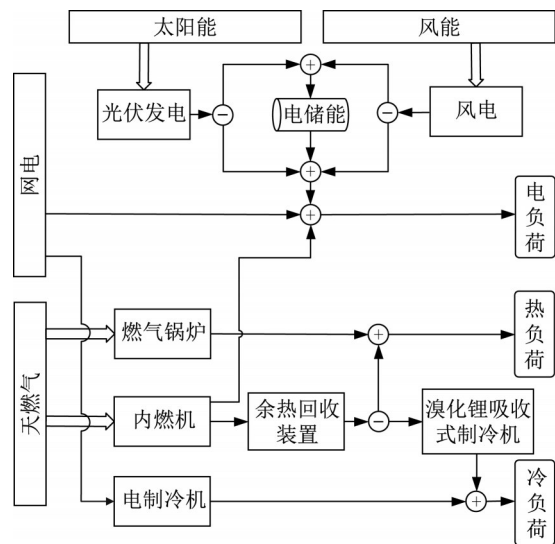 太阳能
风能
光伏发电
电储能
风电
网电
电负荷
天燃气
燃气锅炉
热负荷
内燃机
余热回收
装置
溴化锂吸收
式制冷机
电制冷机
冷负荷